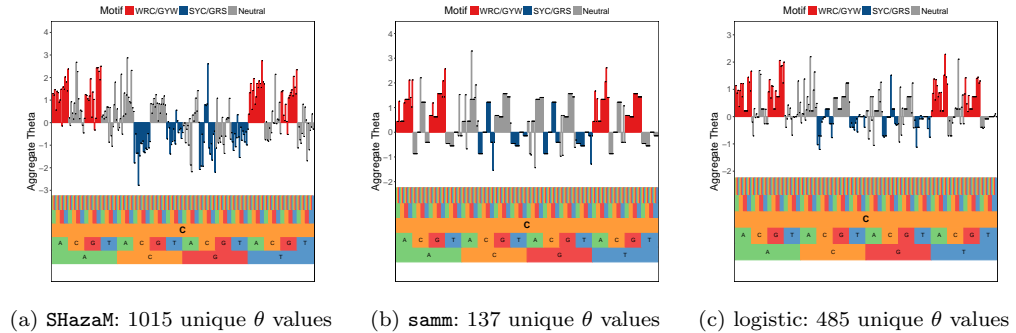 Motif WRC/GYW SYC/GRS Neutral
Aggregate Theta
4
3
2
1
0
−1
−2
−3
C
A C G T A C G T A C G T A C G T
A C G T
(a) SHazaM: 1015 unique θ values
Motif WRC/GYW SYC/GRS Neutral
Aggregate Theta
4
3
2
1
0
−1
−2
C
A C G T A C G T A C G T A C G T
A C G T
(b) samm: 137 unique θ values
Motif WRC/GYW SYC/GRS Neutral
Aggregate Theta
3
2
1
0
−1
−2
C
A C G T A C G T A C G T A C G T
A C G T
(c) logistic: 485 unique θ values